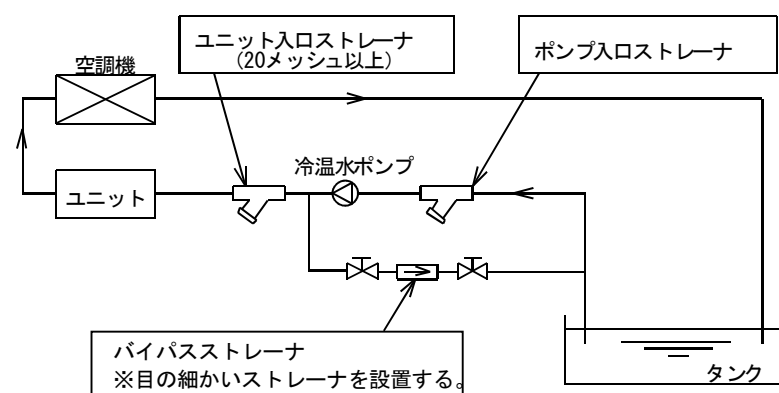 ユニット入口ストレーナ
(20メッシュ以上)
ポンプ入口ストレーナ
空調機
冷温水ポンプ
ユニット
バイパスストレーナ
※目の細かいストレーナを設置する。
タンク